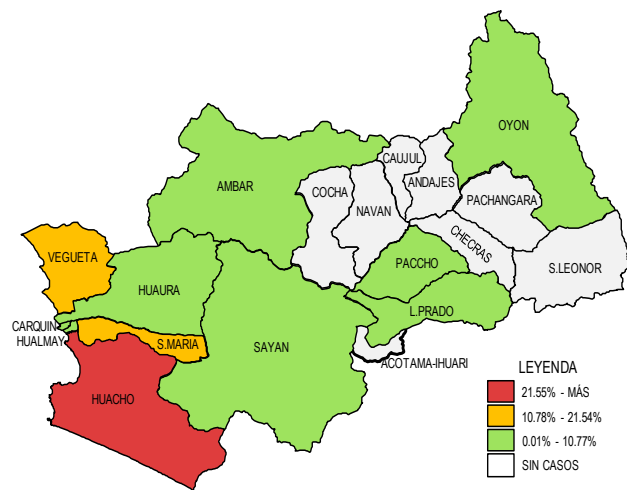 OYON
CAUJUL
ANDAJES
AMBAR
COCHA
NAVAN
PACHANGARA
CHECRAS
VEGUETA
PACCHO
S.LEONOR
HUAURA
L.PRADO
CARQUIN
HUALMAY
S.MARIA
SAYAN
ACOTAMA-IHUARI
HUACHO
LEYENDA
21.55% - MÁS
10.78% - 21.54%
0.01% - 10.77%
SIN CASOS